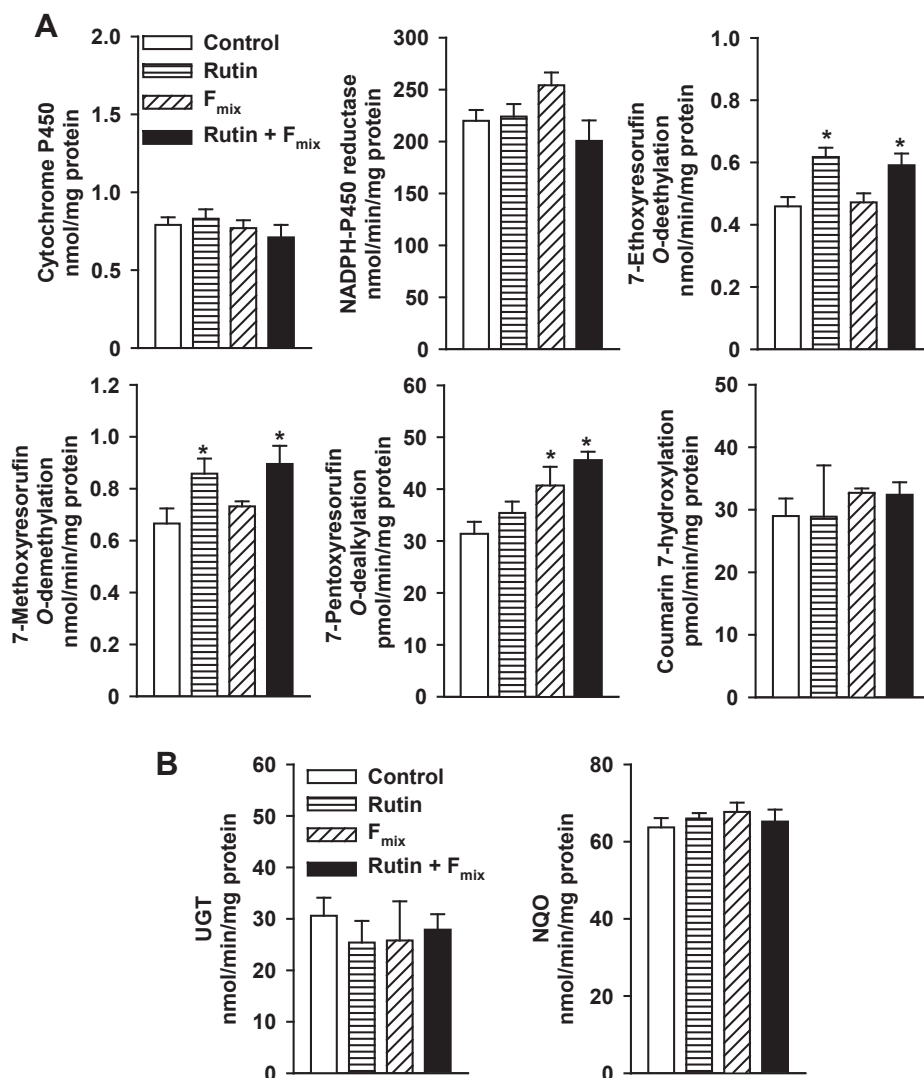 A
Cytochrome P450
nmol/mg protein
2.0
1.5
1.0
0.5
0
Control
Rutin
Fmix
Rutin + Fmix
NADPH-P450 reductase
nmol/min/mg protein
300
250
200
150
100
50
0
7-Ethoxyresorufin
O-deethylation
nmol/min/mg protein
1.0
0.8
0.6
0.4
0.2
0
*
*
7-Methoxyresorufin
O-demethylation
nmol/min/mg protein
1.2
1.0
0.8
0.6
0.4
0.2
0
*
*
7-Pentoxyresorufin
O-dealkylation
pmol/min/mg protein
60
50
40
30
20
10
0
*
*
Coumarin 7-hydroxylation
pmol/min/mg protein
50
40
30
20
10
0
B
UGT
nmol/min/mg protein
60
50
40
30
20
10
0
Control
Rutin
Fmix
Rutin + Fmix
NQO
nmol/min/mg protein
80
60
40
20
0